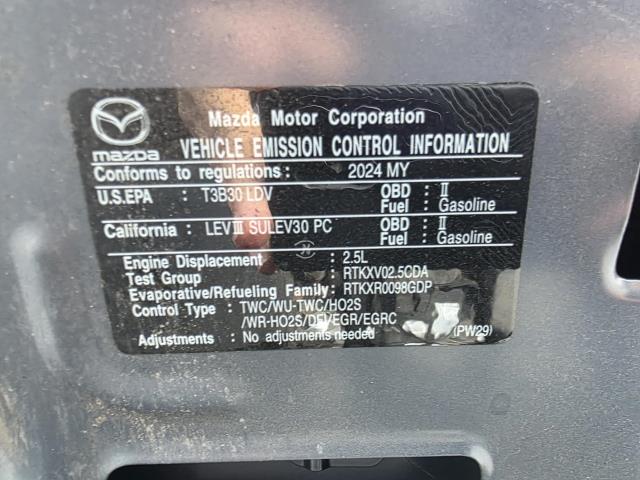 Mazda Motor Corporation
mazda VEHICLE EMISSION CONTROL INFORMATION
Conforms to regulations : 2024 MY
U.S.EPA : T3B30 LDV OBD : II
Fuel : Gasoline
California : LEVIII SULEV30 PC OBD : II
Fuel : Gasoline
Engine Displacement : 2.5L
Test Group : RTKXV02.5CDA
Evaporative/Refueling Family: RTKXR0098GDP
Control Type : TWC/WU-TWC/HO2S
/WR-HO2S/DFI/EGR/EGRC
Adjustments : No adjustments needed (PW29)